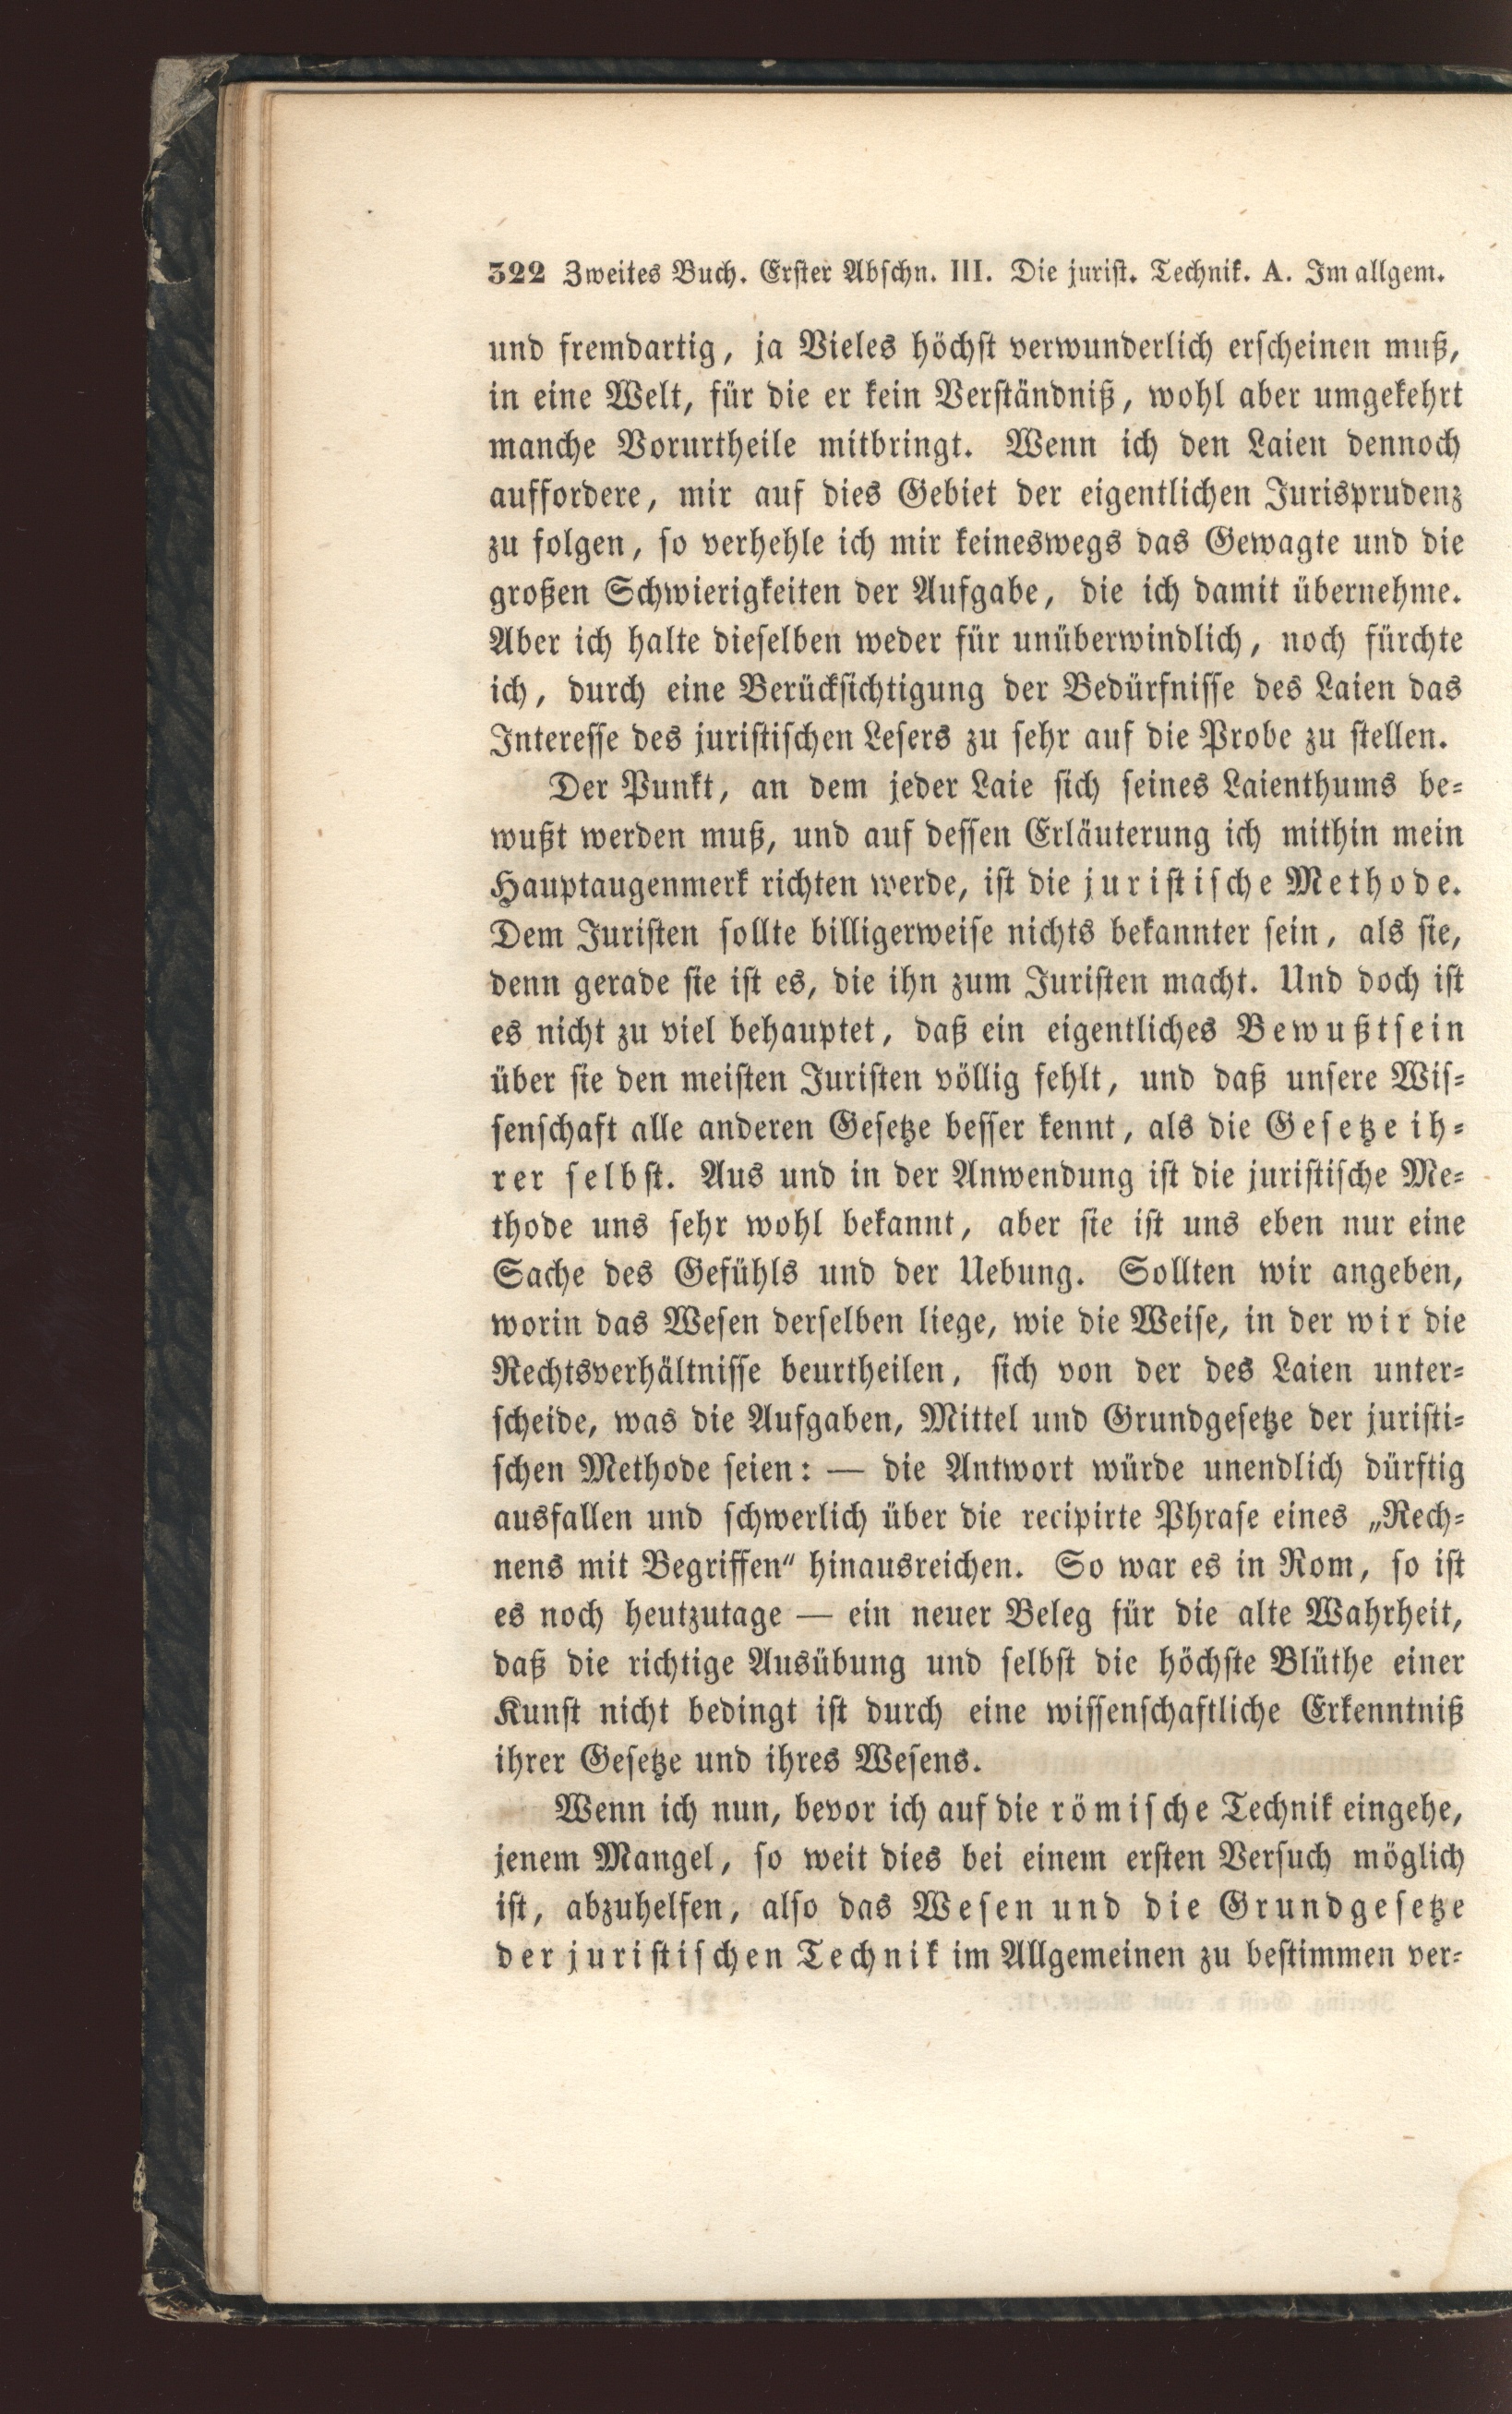 322 Zweites Buch. Erster Abschn. III. Die jurist. Technik. A. Im allgem.
und fremdartig, ja Vieles höchst verwunderlich erscheinen muß,
in eine Welt, für die er kein Verständniß, wohl aber umgekehrt
manche Vorurtheile mitbringt. Wenn ich den Laien dennoch
auffordere, mir auf dies Gebiet der eigentlichen Jurisprudenz
zu folgen, so verhehle ich mir keineswegs das Gewagte und die
großen Schwierigkeiten der Aufgabe, die ich damit übernehme.
Aber ich halte dieselben weder für unüberwindlich, noch fürchte
ich, durch eine Berücksichtigung der Bedürfnisse des Laien das
Interesse des juristischen Lesers zu sehr auf die Probe zu stellen.
Der Punkt, an dem jeder Laie sich seines Laienthums be-
wußt werden muß, und auf dessen Erläuterung ich mithin mein
Hauptaugenmerk richten werde, ist die juristische Methode.
Dem Juristen sollte billigerweise nichts bekannter sein, als sie,
denn gerade sie ist es, die ihn zum Juristen macht. Und doch ist
es nicht zu viel behauptet, daß ein eigentliches Bewußtsein
über sie den meisten Juristen völlig fehlt, und daß unsere Wis-
senschaft alle anderen Gesetze besser kennt, als die Gesetze ih-
rer selbst. Aus und in der Anwendung ist die juristische Me-
thode uns sehr wohl bekannt, aber sie ist uns eben nur eine
Sache des Gefühls und der Uebung. Sollten wir angeben,
worin das Wesen derselben liege, wie die Weise, in der wir die
Rechtsverhältnisse beurtheilen, sich von der des Laien unter-
scheide, was die Aufgaben, Mittel und Grundgesetze der juristi-
schen Methode seien: — die Antwort würde unendlich dürftig
ausfallen und schwerlich über die recipirte Phrase eines „Rech-
nens mit Begriffen“ hinausreichen. So war es in Rom, so ist
es noch heutzutage — ein neuer Beleg für die alte Wahrheit,
daß die richtige Ausübung und selbst die höchste Blüthe einer
Kunst nicht bedingt ist durch eine wissenschaftliche Erkenntniß
ihrer Gesetze und ihres Wesens.
Wenn ich nun, bevor ich auf die römische Technik eingehe,
jenem Mangel, so weit dies bei einem ersten Versuch möglich
ist, abzuhelfen, also das Wesen und die Grundgesetze
der juristischen Technik im Allgemeinen zu bestimmen ver-